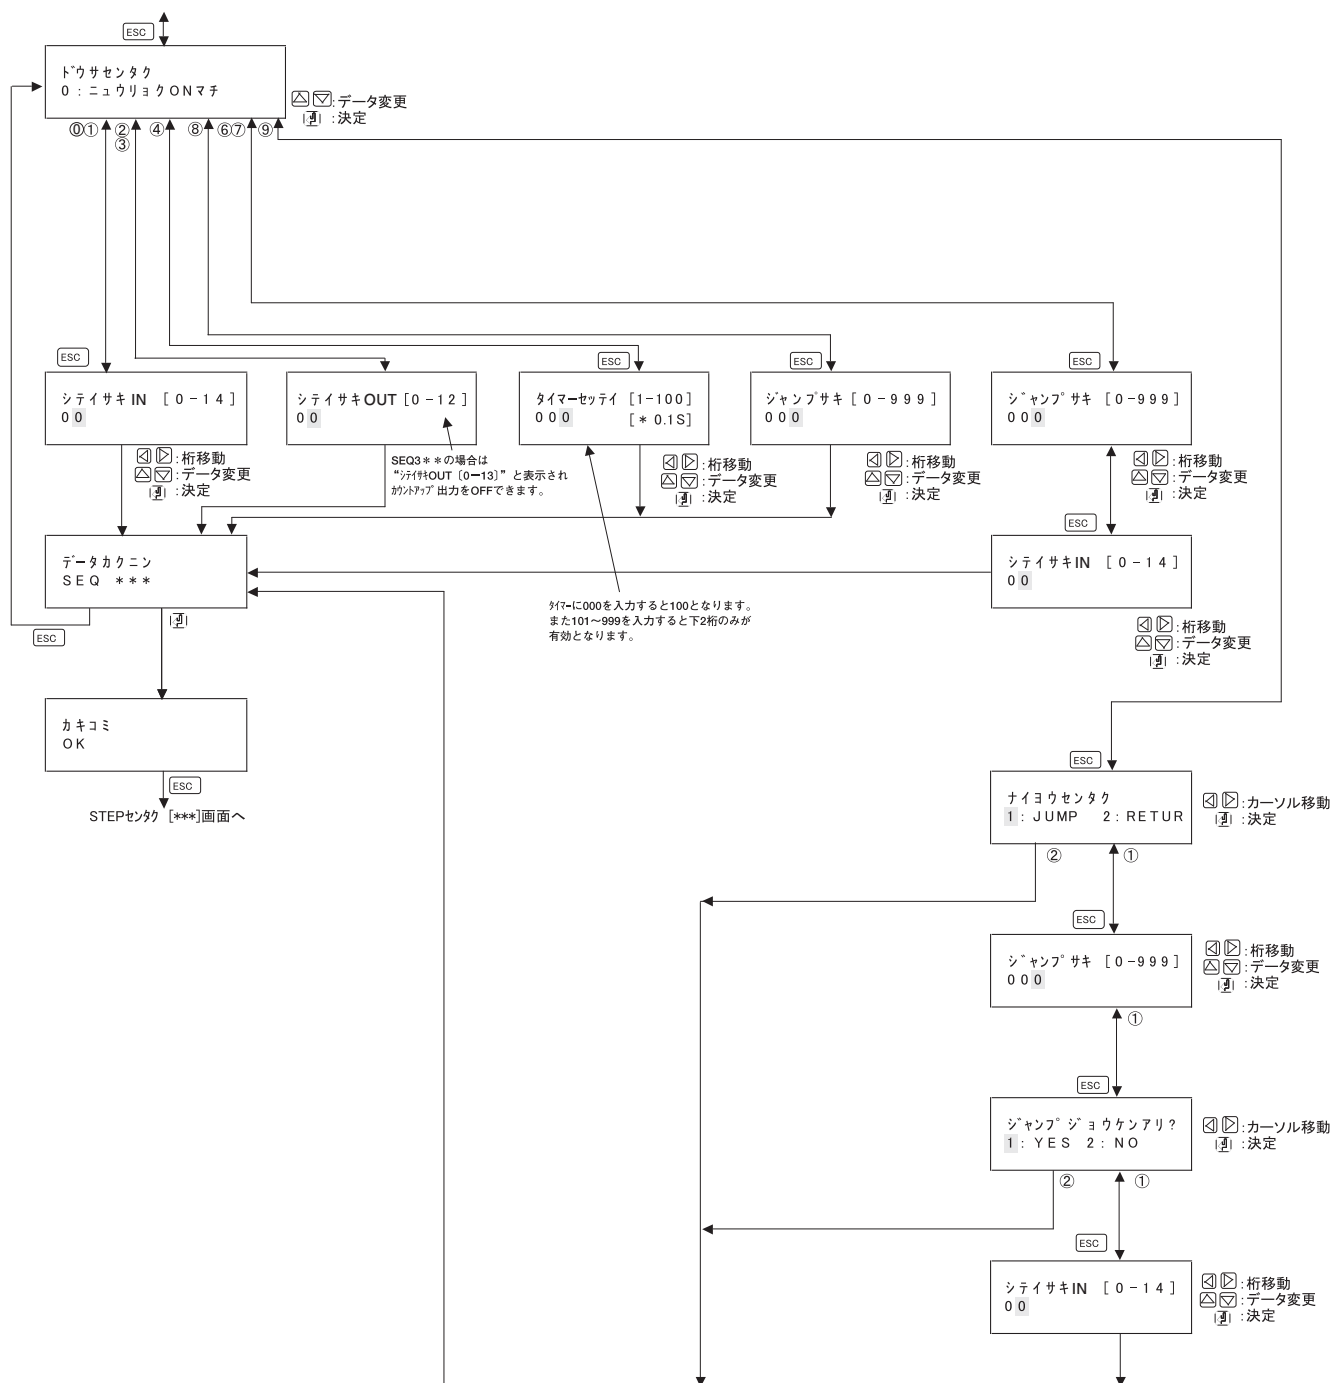 ESC
ドウサセンタク
0:ニュウリョクONマチ
:データ変更
:決定
⓪① ② ④ ⑧ ⑥⑦ ⑨
③
ESC
ESC
ESC
ESC
シテイサキ IN [0-14]
00
シテイサキOUT [0-12]
00
タイマーセッテイ [1-100]
000 [* 0.1S]
ジャンプサキ [0-999]
000
ジャンプサキ [0-999]
000
:桁移動
:データ変更
:決定
SEQ3**の場合は
“シテイサキOUT〔0-13〕”と表示され
カウントアップ出力をOFFできます。
:桁移動
:データ変更
:決定
:桁移動
:データ変更
:決定
:桁移動
:データ変更
:決定
ESC
データカクニン
SEQ ***
シテイサキIN [0-14]
00
タイマーに000を入力すると100となります。
また101~999を入力すると下2桁のみが
有効となります。
ESC
:桁移動
:データ変更
:決定
カキコミ
OK
ESC
STEPセンタク [***]画面へ
ESC
ナイヨウセンタク
1:JUMP 2:RETUR
:カーソル移動
:決定
② ①
ESC
ジャンプサキ [0-999]
000
:桁移動
:データ変更
:決定
①
ESC
ジャンプジョウケンアリ?
1:YES 2:NO
:カーソル移動
:決定
② ①
ESC
シテイサキIN [0-14]
00
:桁移動
:データ変更
:決定